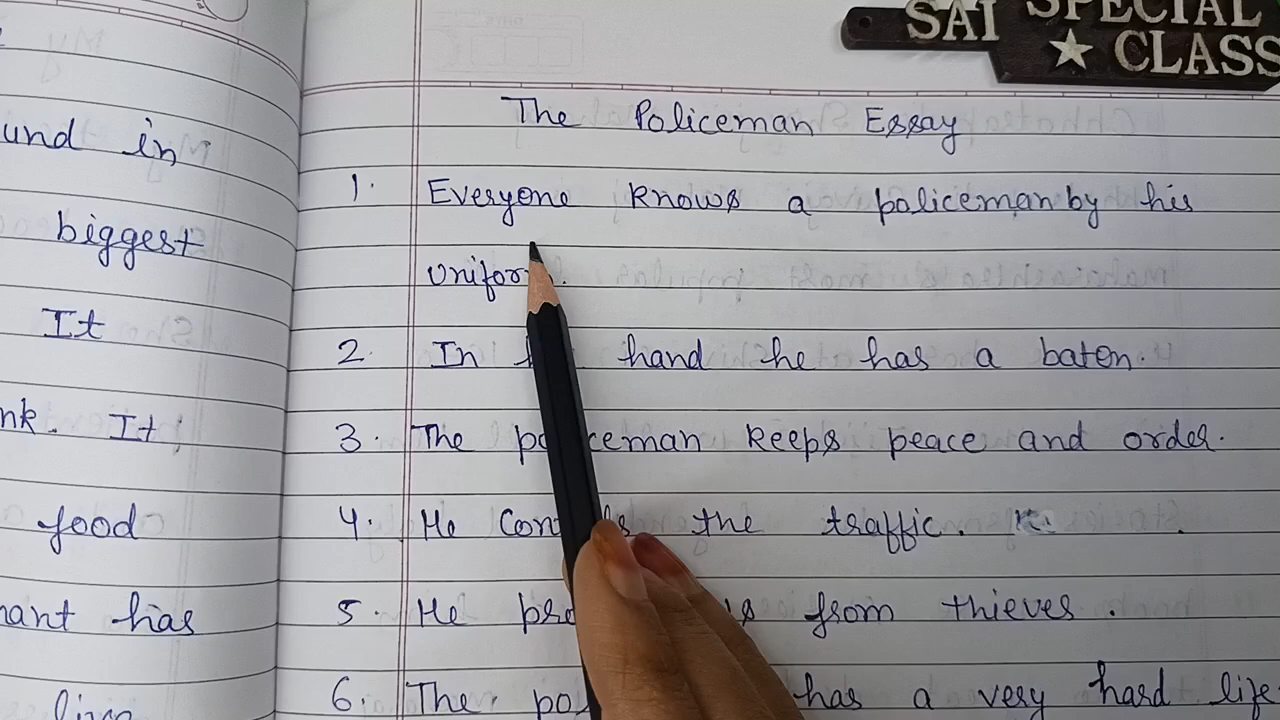 SAI SPECIAL
★ CLASS
und in
biggest
It
nk. It
food
nant has
The Policeman Essay
1. Everyone knows a policeman by his
uniform.
2. In hand he has a baton.
3. The policeman keeps peace and order.
4. He controls the traffic.
5. He from thieves.
6. The has a very hard life.